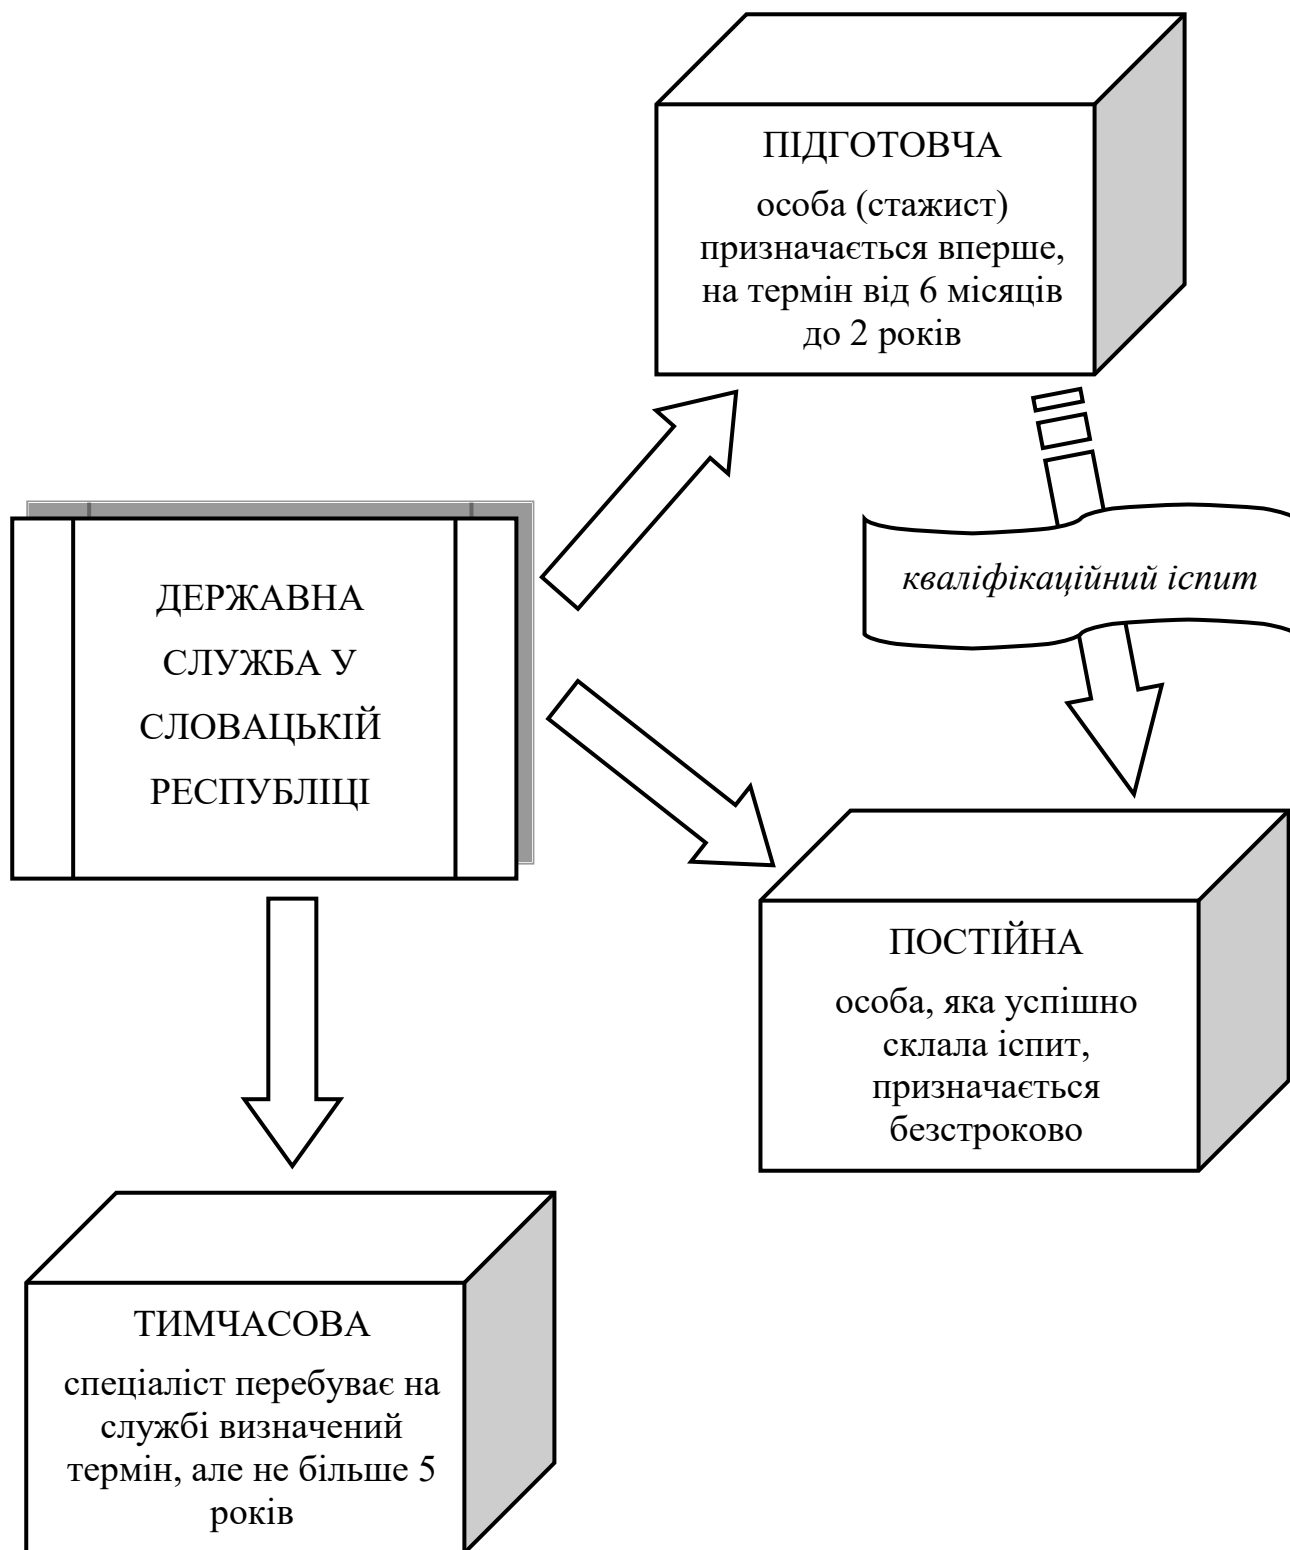 ПІДГОТОВЧА
особа (стажист)
призначається вперше,
на термін від 6 місяців
до 2 років
кваліфікаційний іспит
ДЕРЖАВНА
СЛУЖБА У
СЛОВАЦЬКІЙ
РЕСПУБЛІЦІ
ПОСТІЙНА
особа, яка успішно
склала іспит,
призначається
безстроково
ТИМЧАСОВА
спеціаліст перебуває на
службі визначений
термін, але не більше 5
років